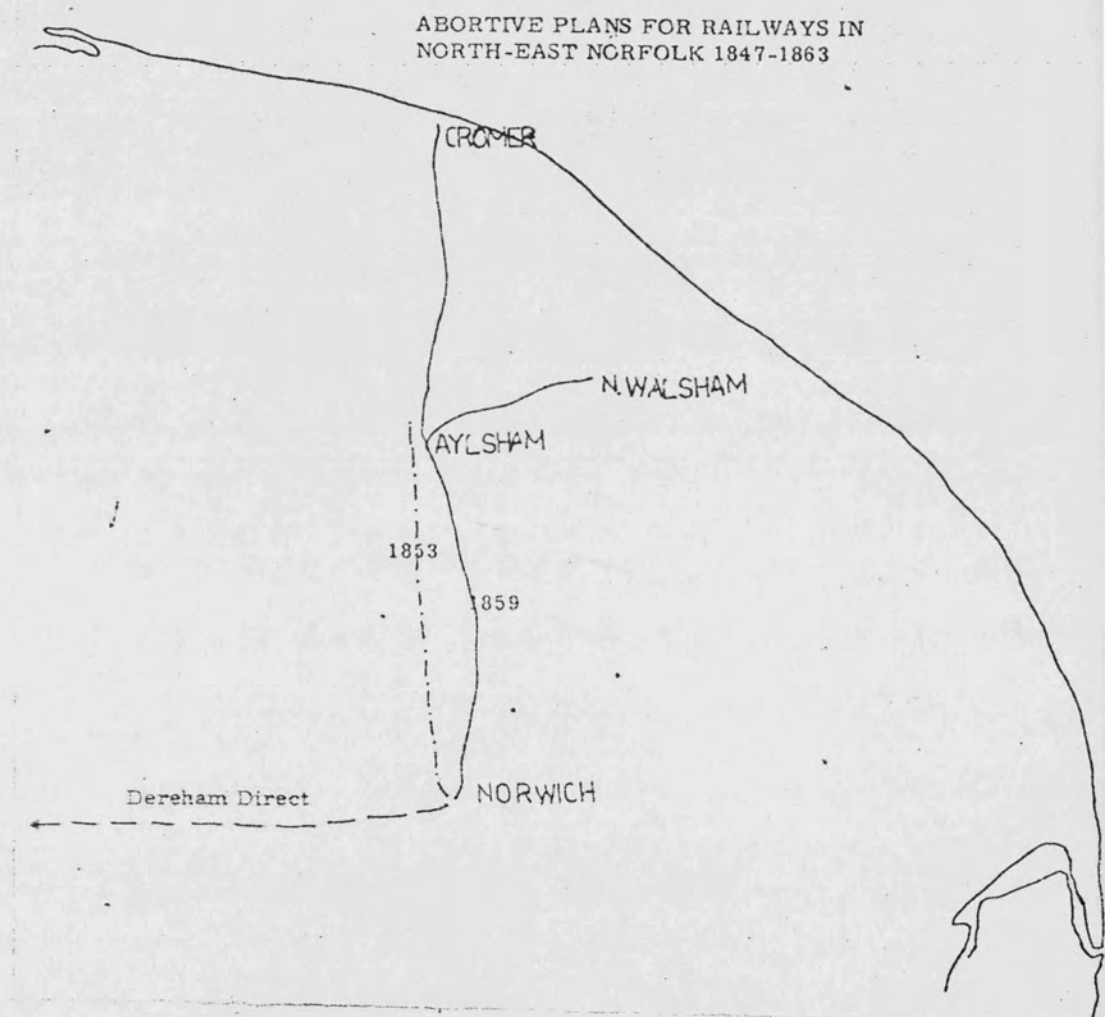 ABORTIVE PLANS FOR RAILWAYS IN
NORTH-EAST NORFOLK 1847-1863
CROMER
N. WALSHAM
AYLSHAM
1853
1859
NORWICH
Dereham Direct